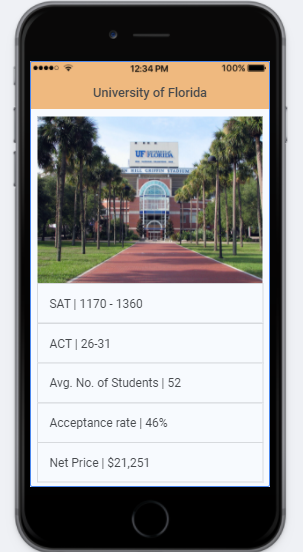 12:34 PM
100%
University of Florida
UF FLORIDA
SAT | 1170 - 1360
ACT | 26-31
Avg. No. of Students | 52
Acceptance rate | 46%
Net Price | $21,251